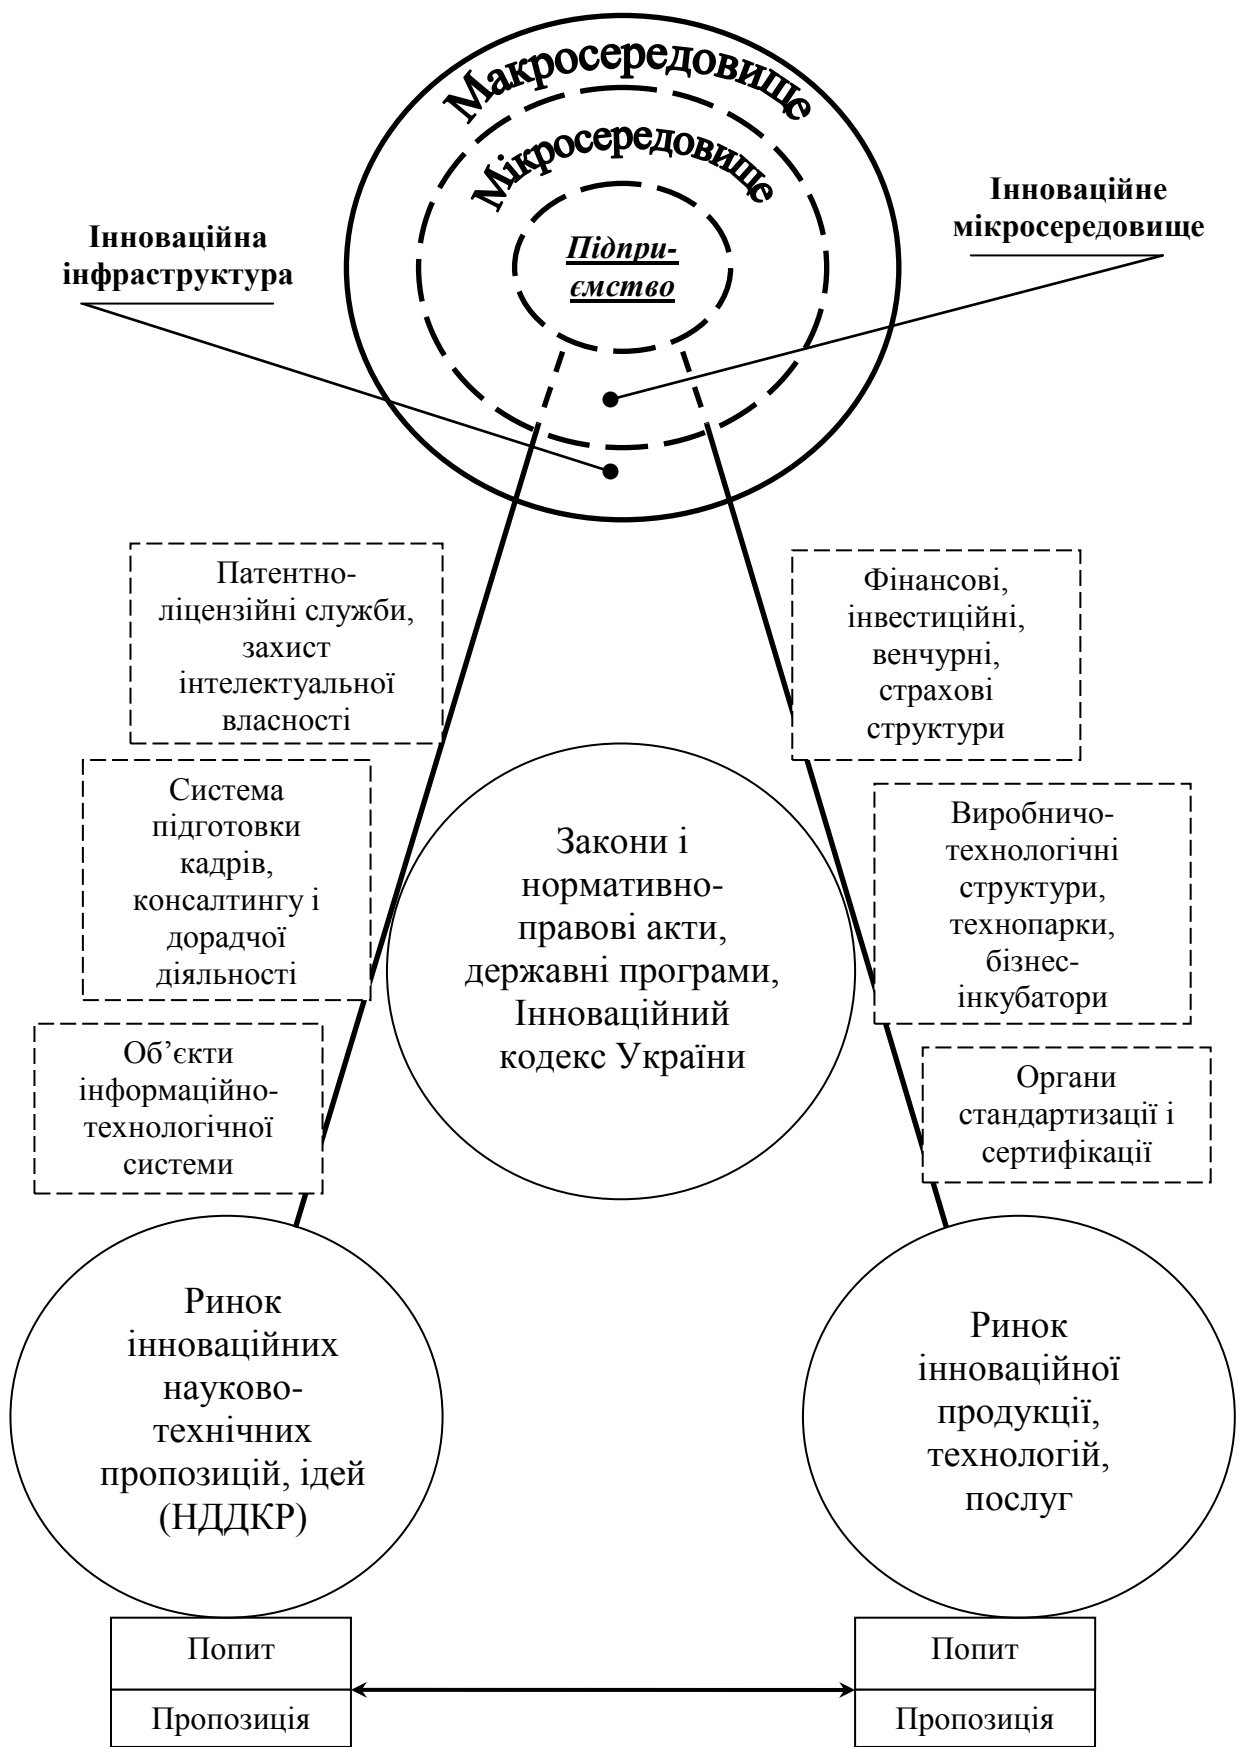 Макросередовище
Мікросередовище
Підпри-
ємство
Інноваційна
інфраструктура
Інноваційне
мікросередовище
Патентно-
ліцензійні служби,
захист
інтелектуальної
власності
Фінансові,
інвестиційні,
венчурні,
страхові
структури
Система
підготовки
кадрів,
консалтингу і
дорадчої
діяльності
Закони і
нормативно-
правові акти,
державні програми,
Інноваційний
кодекс України
Виробничо-
технологічні
структури,
технопарки,
бізнес-
інкубатори
Об’єкти
інформаційно-
технологічної
системи
Органи
стандартизації і
сертифікації
Ринок
інноваційних
науково-
технічних
пропозицій, ідей
(НДДКР)
Ринок
інноваційної
продукції,
технологій,
послуг
Попит
Пропозиція
Попит
Пропозиція